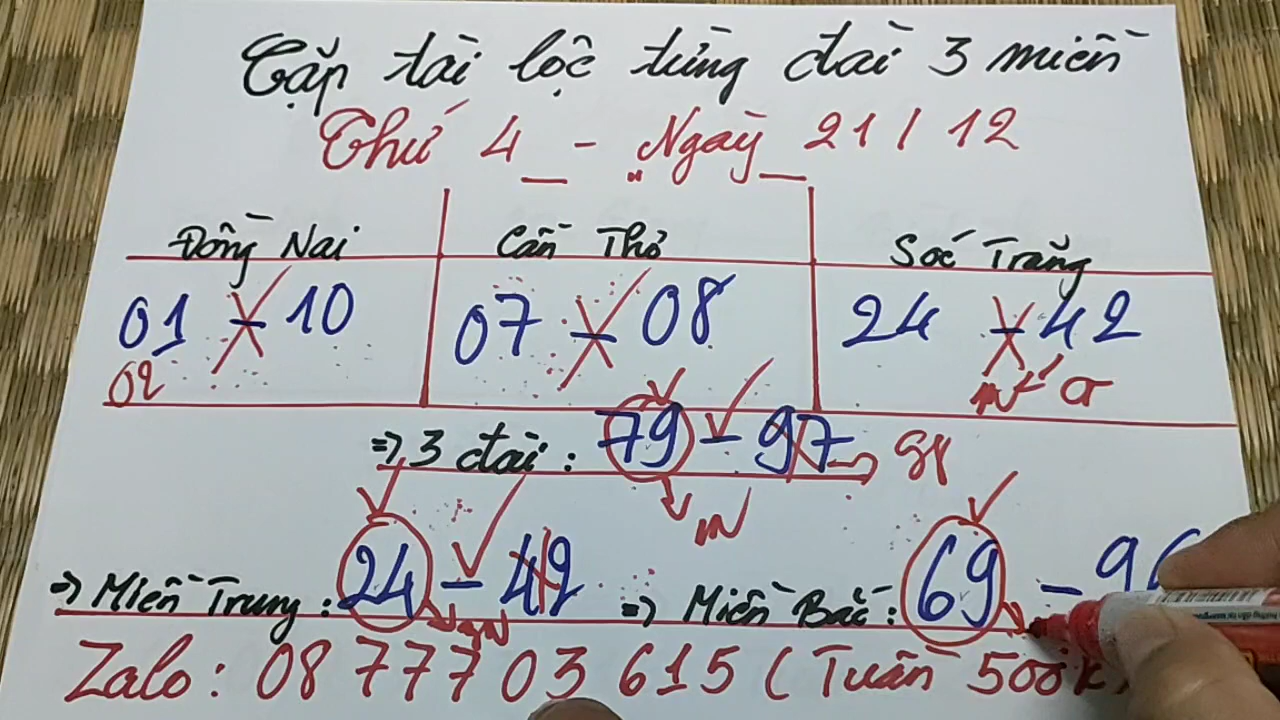 Cặp tài lộc từng đài 3 miền
Thứ 4 - Ngày 21 / 12
Đồng Nai Cần Thơ Sóc Trăng
01 - 10 07 - 08 24 - 42
02
=> 3 đài : 79 - 97 98
=> Miền Trung : 24 - 42 => Miền Bắc : 69 - 96
Zalo : 08 777 03 615 ( Tuần 500k )